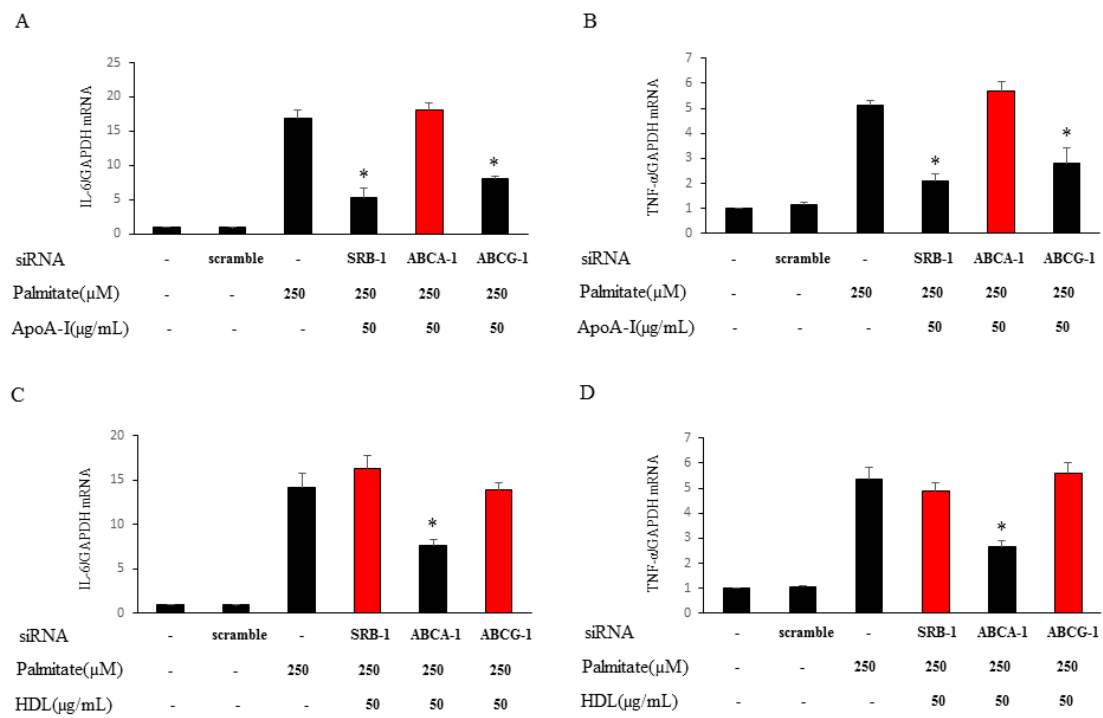 A
IL-6/GAPDH mRNA
25
20
15
10
5
0
* *
siRNA - scramble - SRB-1 ABCA-1 ABCG-1
Palmitate(µM) - - 250 250 250 250
ApoA-I(µg/mL) - - - 50 50 50
B
TNF-α/GAPDH mRNA
7
6
5
4
3
2
1
0
* *
siRNA - scramble - SRB-1 ABCA-1 ABCG-1
Palmitate(µM) - - 250 250 250 250
ApoA-I(µg/mL) - - - 50 50 50
C
IL-6/GAPDH mRNA
20
15
10
5
0
*
siRNA - scramble - SRB-1 ABCA-1 ABCG-1
Palmitate(µM) - - 250 250 250 250
HDL(µg/mL) - - - 50 50 50
D
TNF-α/GAPDH mRNA
7
6
5
4
3
2
1
0
*
siRNA - scramble - SRB-1 ABCA-1 ABCG-1
Palmitate(µM) - - 250 250 250 250
HDL(µg/mL) - - - 50 50 50